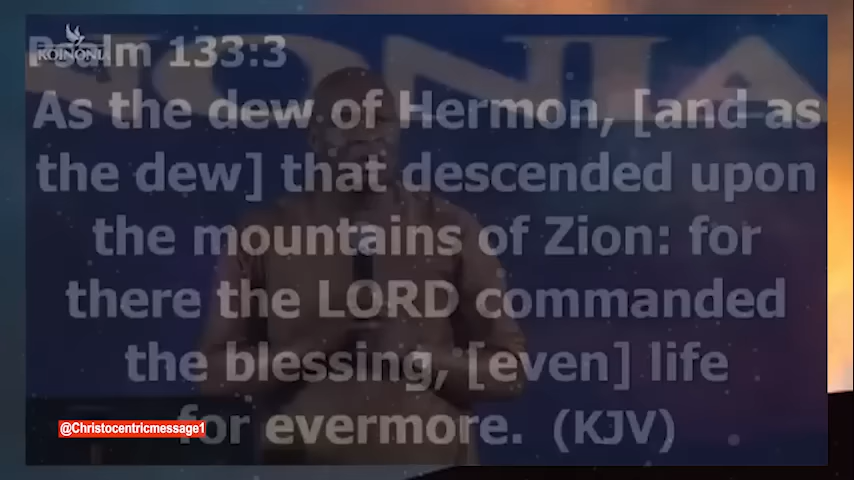 KOINONIA
Psalm 133:3
NONIA
As the dew of Hermon, [and as
the dew] that descended upon
the mountains of Zion: for
there the LORD commanded
the blessing, [even] life
for evermore. (KJV)
@Christocentricmessage1